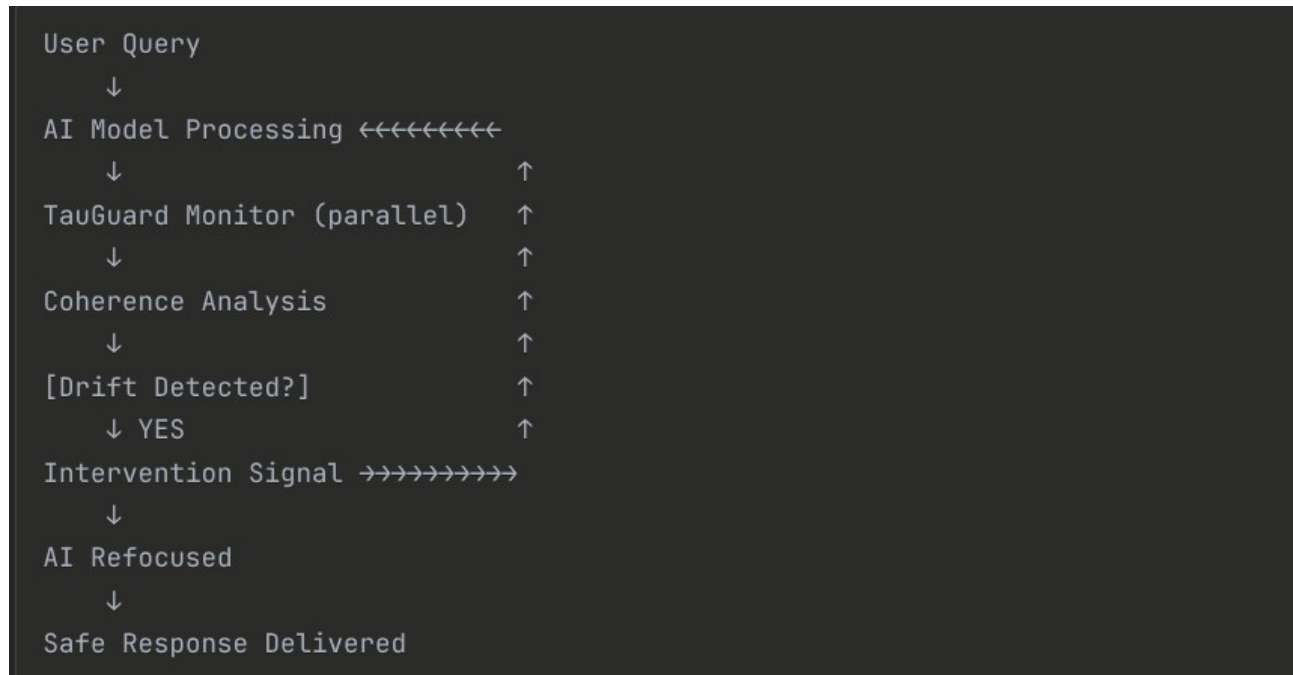 User Query
↓
AI Model Processing ←←←←←←←←←
↓ ↑
TauGuard Monitor (parallel) ↑
↓ ↑
Coherence Analysis ↑
↓ ↑
[Drift Detected?] ↑
↓ YES ↑
Intervention Signal →→→→→→→→→→
↓
AI Refocused
↓
Safe Response Delivered